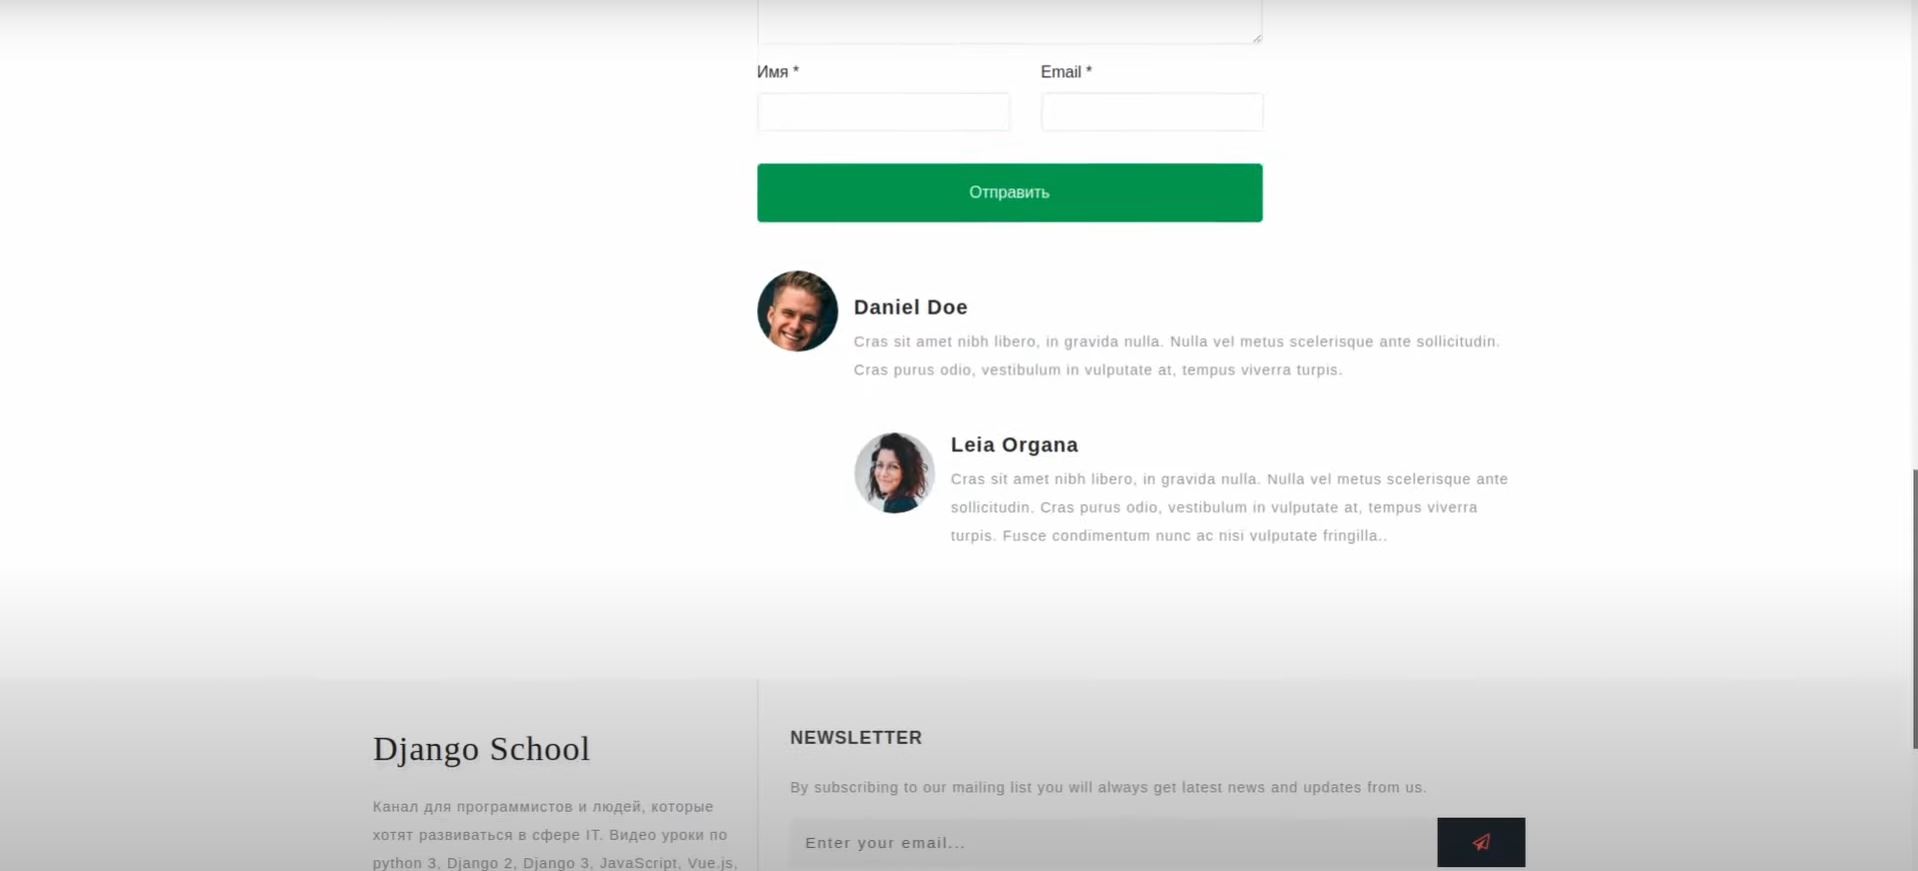 Имя *
Email *
Отправить
Daniel Doe
Cras sit amet nibh libero, in gravida nulla. Nulla vel metus scelerisque ante sollicitudin.
Cras purus odio, vestibulum in vulputate at, tempus viverra turpis.
Leia Organa
Cras sit amet nibh libero, in gravida nulla. Nulla vel metus scelerisque ante
sollicitudin. Cras purus odio, vestibulum in vulputate at, tempus viverra
turpis. Fusce condimentum nunc ac nisi vulputate fringilla..
Django School
Канал для программистов и людей, которые
хотят развиваться в сфере IT. Видео уроки по
python 3, Django 2, Django 3, JavaScript, Vue.js,
NEWSLETTER
By subscribing to our mailing list you will always get latest news and updates from us.
Enter your email...